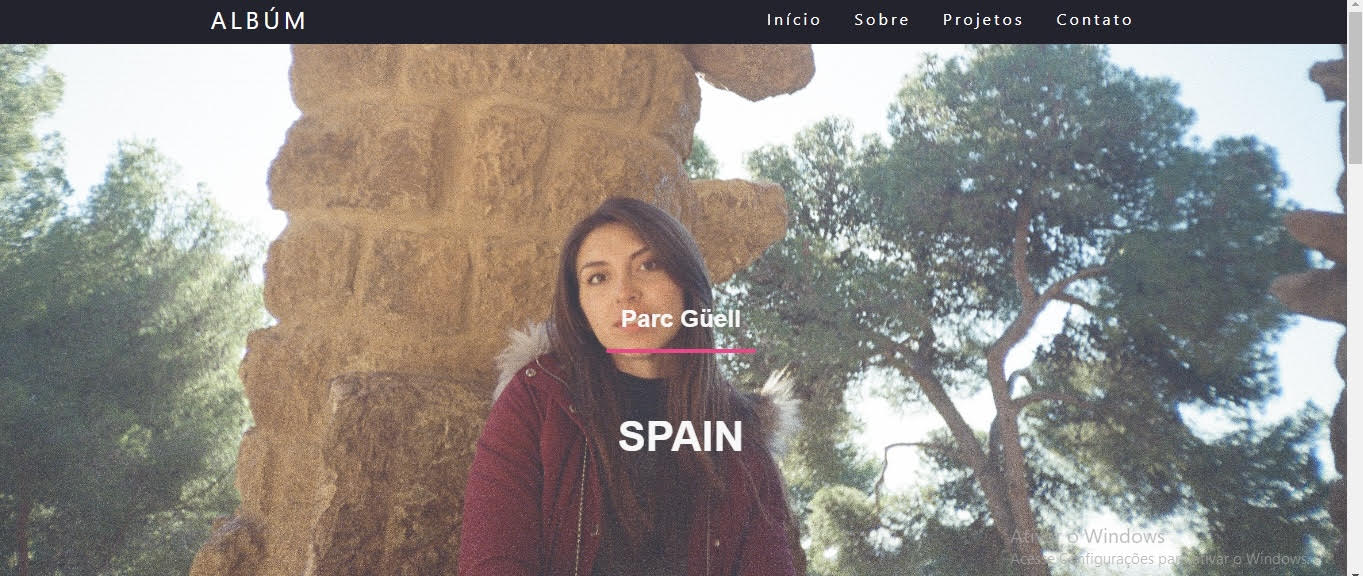 ALBÚM
Início Sobre Projetos Contato
Parc Güell
SPAIN
Ativar o Windows
Acesse Configurações para ativar o Windows.